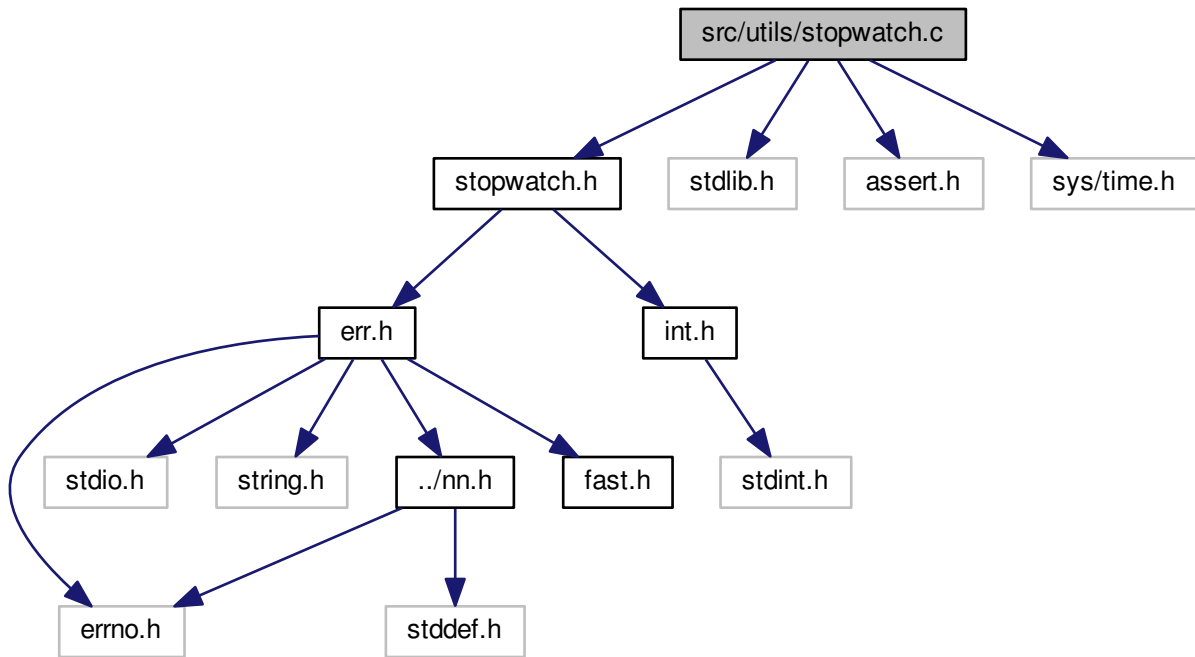 src/utils/stopwatch.c
stopwatch.h
stdlib.h
assert.h
sys/time.h
err.h
int.h
stdio.h
string.h
../nn.h
fast.h
stdint.h
errno.h
stddef.h